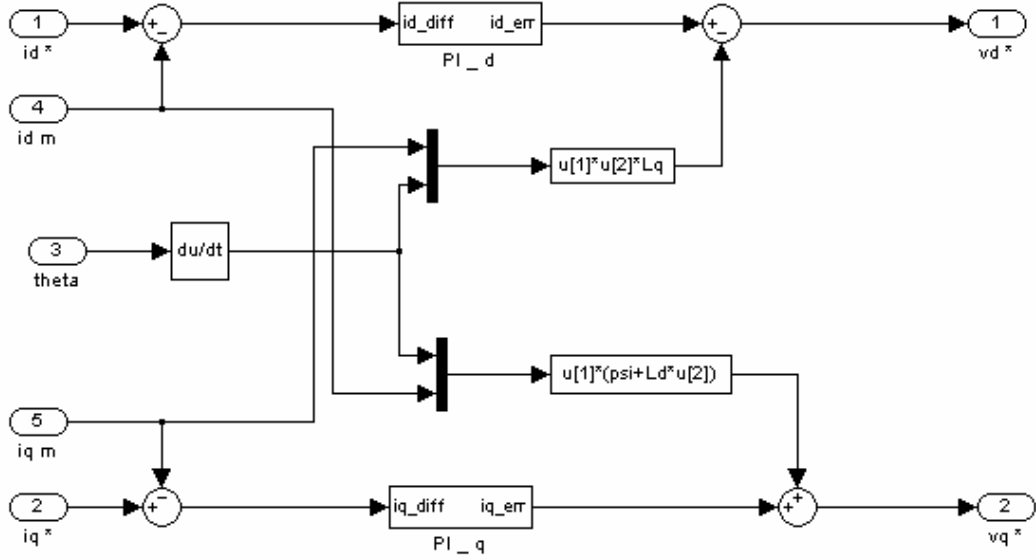 1
id *
+
-
id_diff
id_err
PI _ d
+
-
1
vd *
4
id m
u[1]*u[2]*Lq
3
theta
du/dt
u[1]*(psi+Ld*u[2])
5
iq m
2
iq *
+
-
iq_diff
iq_err
PI _ q
+
+
2
vq *